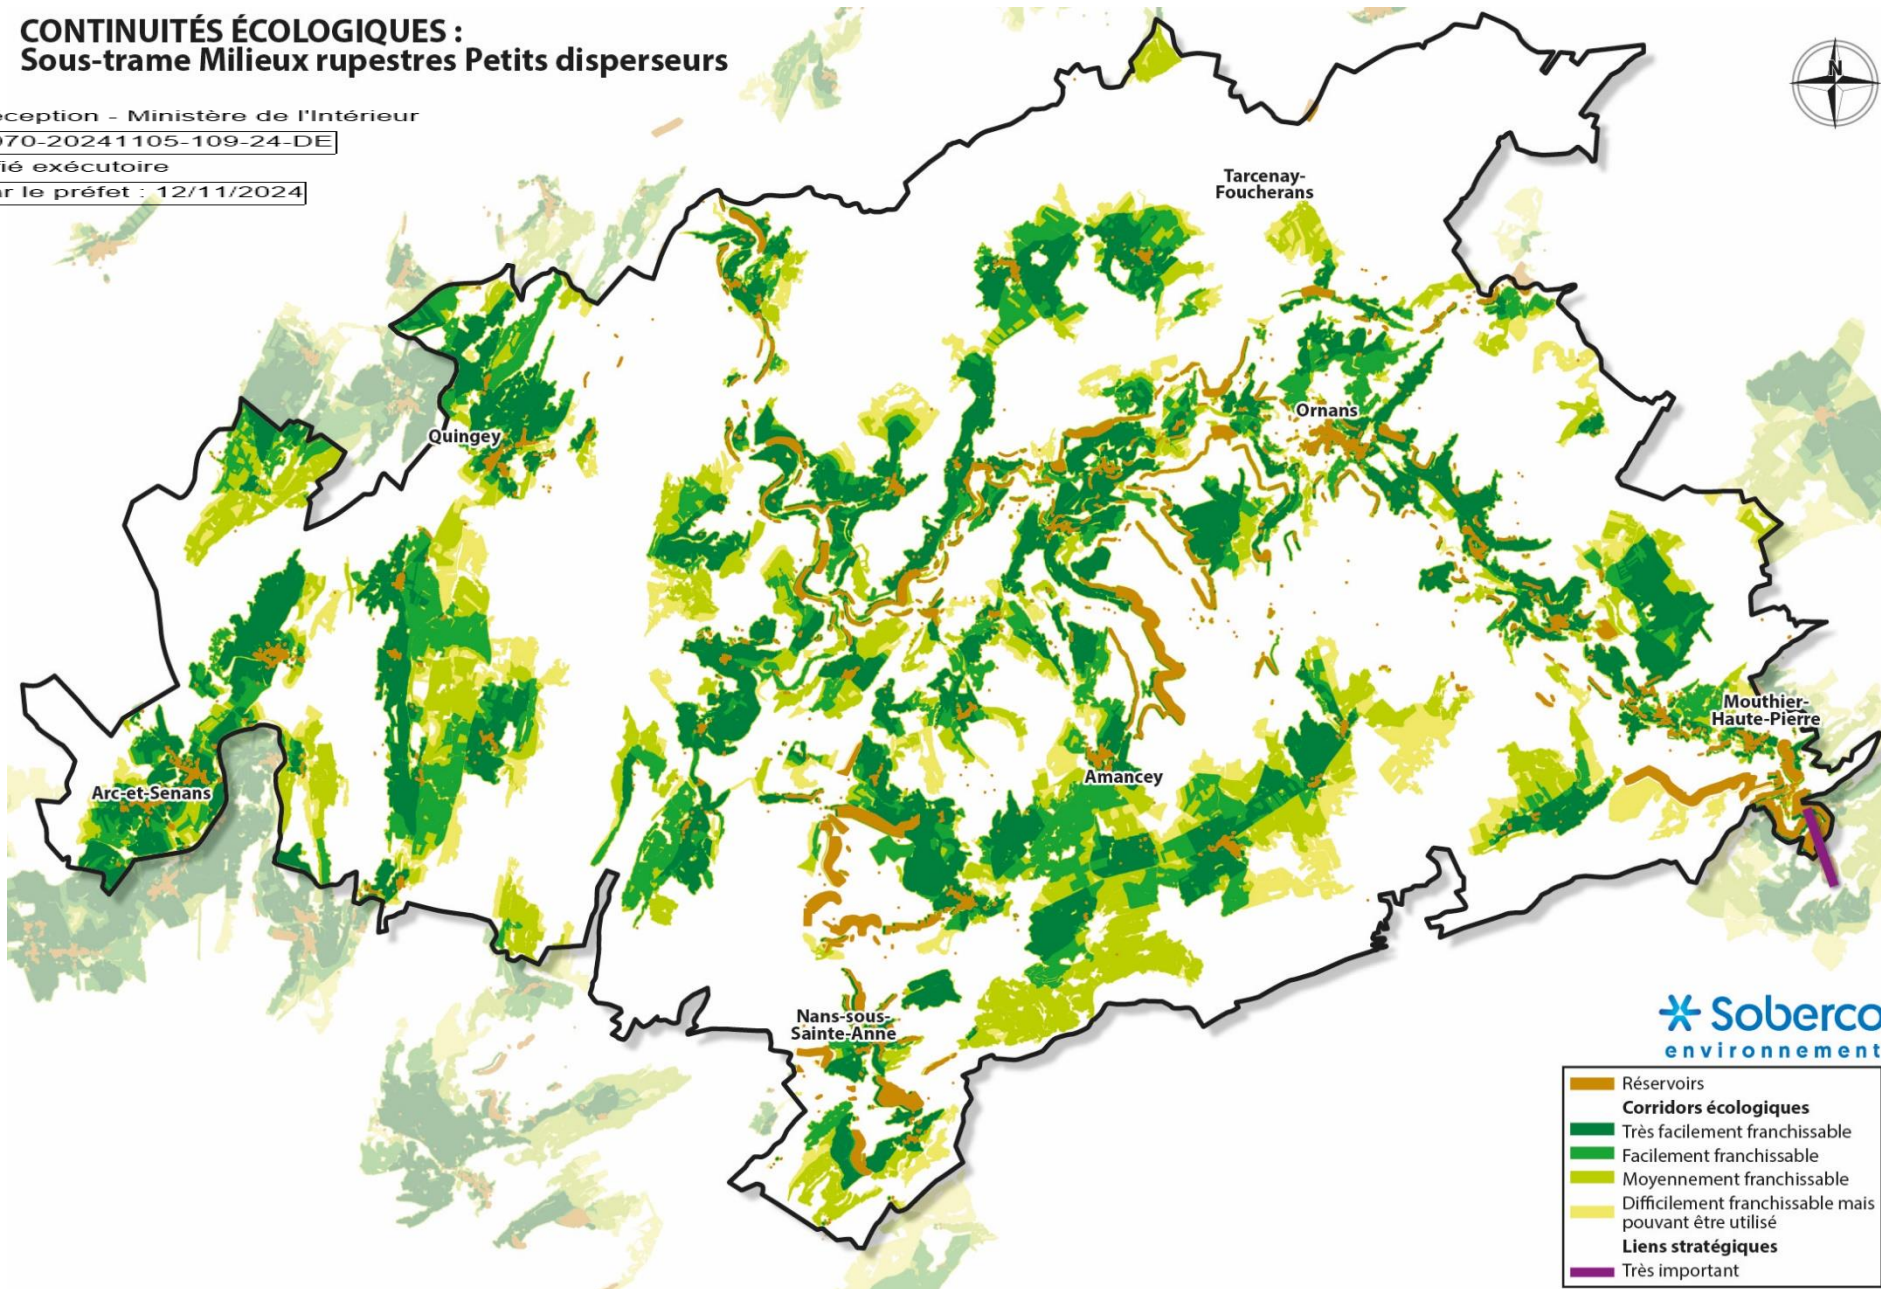 CONTINUITÉS ÉCOLOGIQUES :
Sous-trame Milieux rupestres Petits disperseurs
ception - Ministère de l'Intérieur
070-20241105-109-24-DE
ié exécutoire
r le préfet : 12/11/2024
N
Tarcenay-
Foucherans
Ornans
Quingey
Mouthier-
Haute-Pierre
Amancey
Arc-et-Senans
Nans-sous-
Sainte-Anne
Soberco
environnement
Réservoirs
Corridors écologiques
Très facilement franchissable
Facilement franchissable
Moyennement franchissable
Difficilement franchissable mais
pouvant être utilisé
Liens stratégiques
Très important